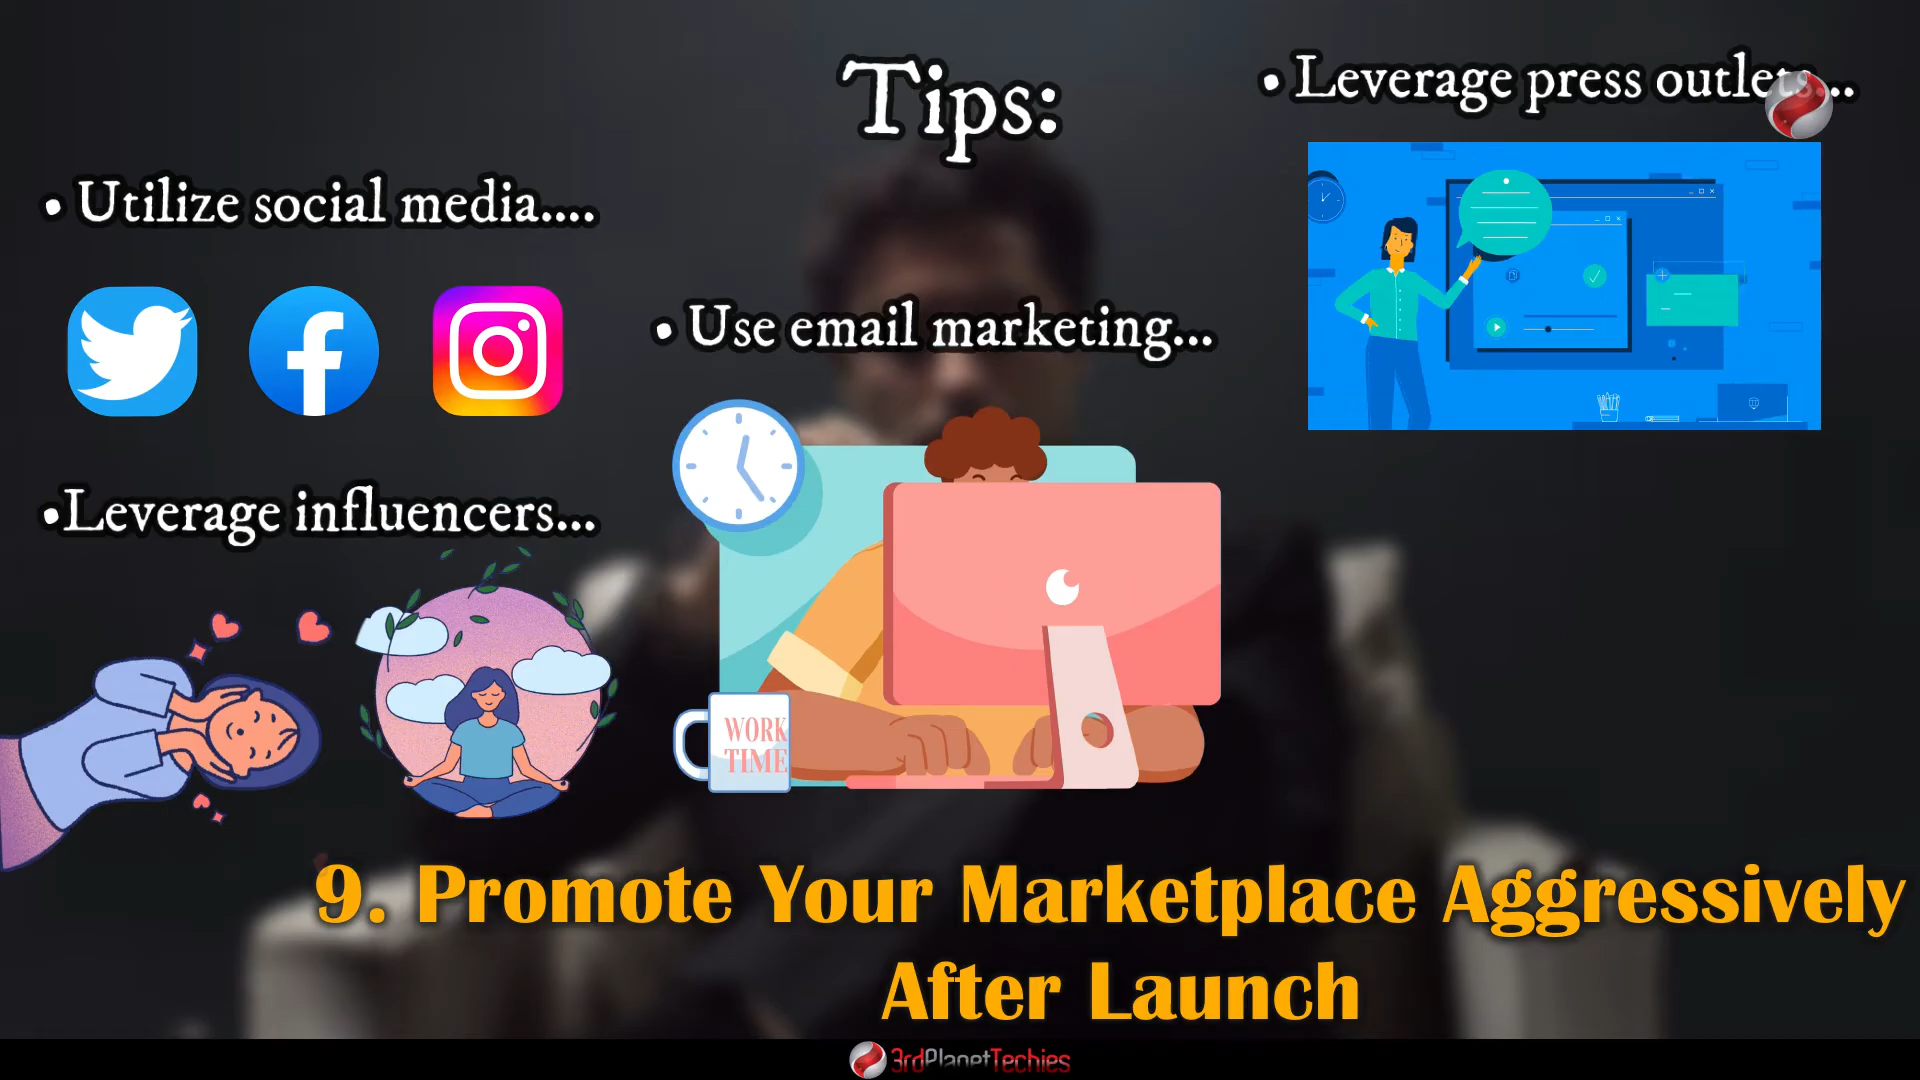 Tips:
• Utilize social media....
•Leverage influencers...
• Use email marketing...
• Leverage press outlets...
WORK
TIME
9. Promote Your Marketplace Aggressively
After Launch
3rdPlanetTechies